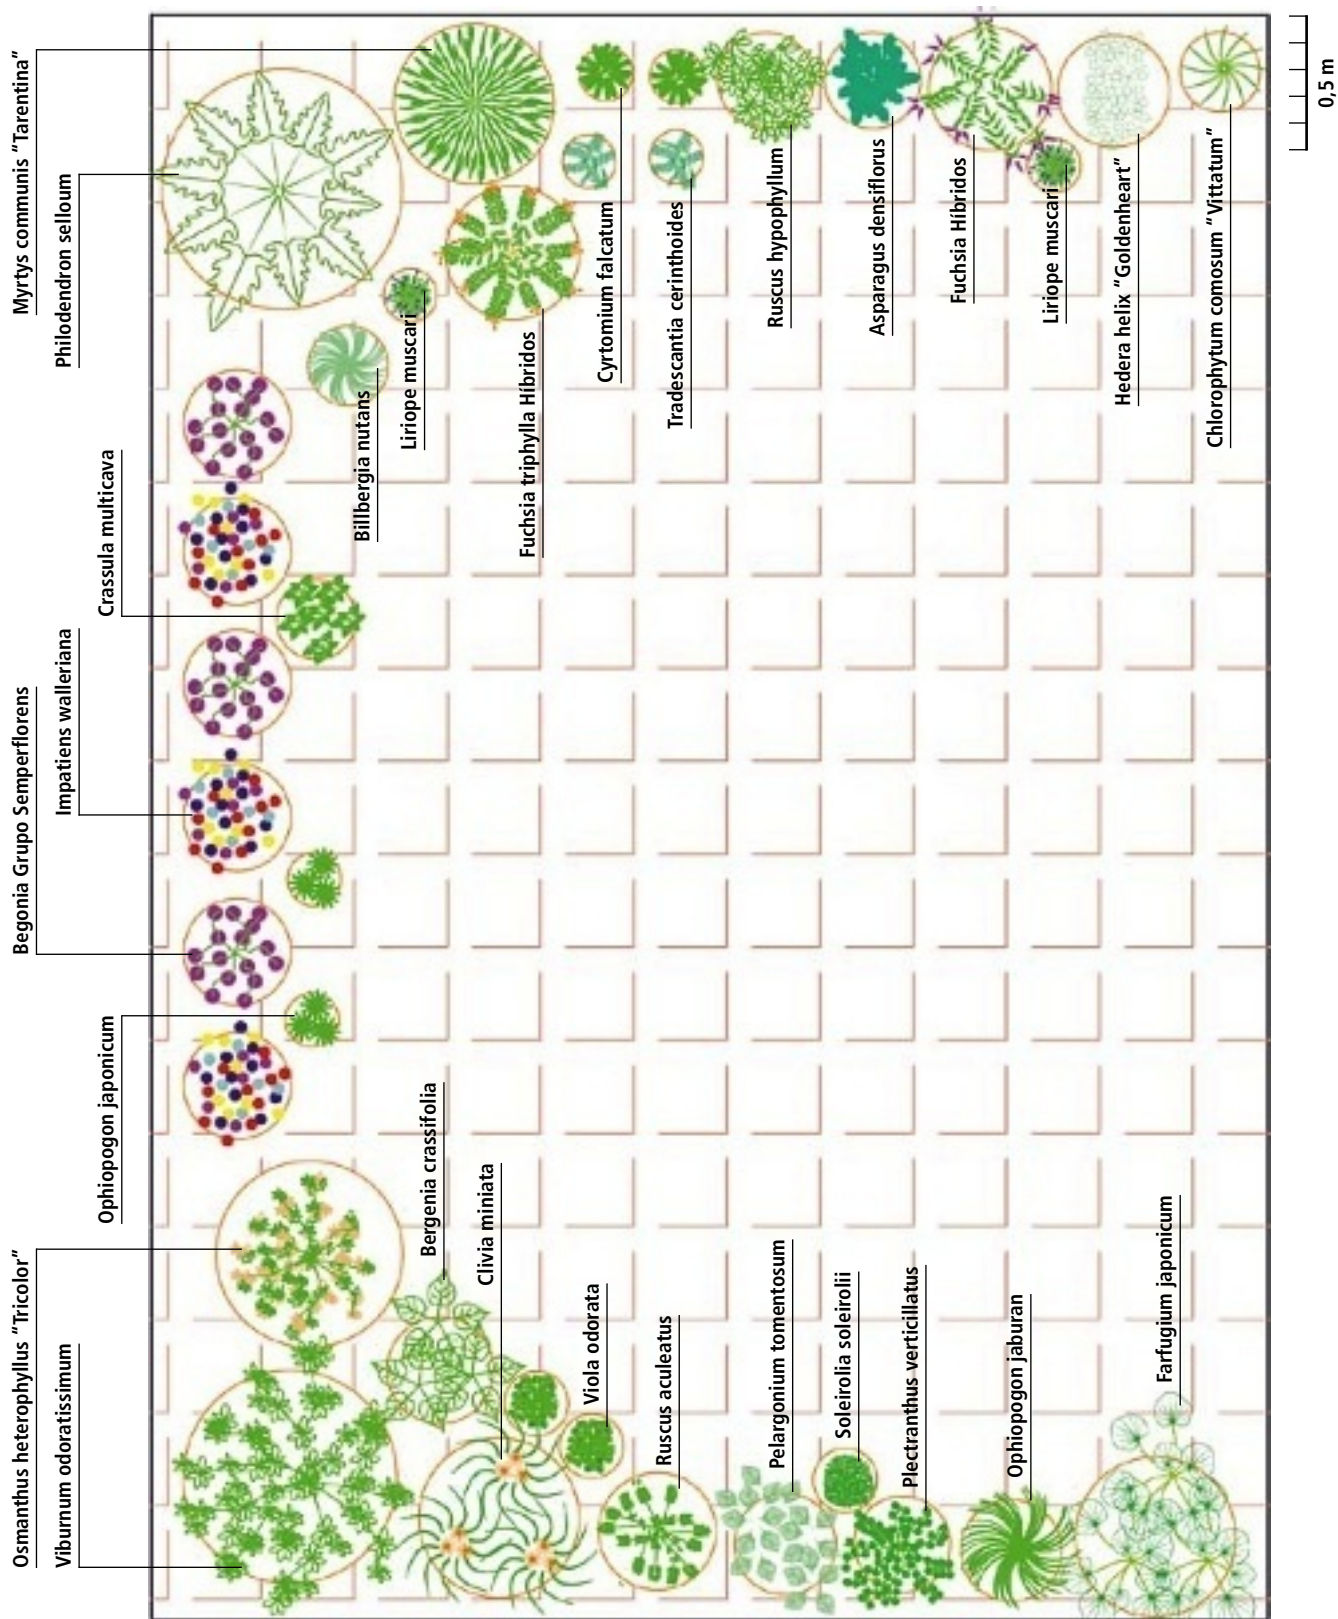 Osmanthus heterophyllus “Tricolor”
Viburnum odoratissimum
Ophiopogon japonicum
Begonia Grupo Semperflorens
Impatiens walleriana
Crassula multicava
Myrtys communis “Tarentina”
Philodendron selloum
Billbergia nutans
Liriope muscari
Fuchsia triphylla Híbridos
Cyrtomium falcatum
Tradescantia cerinthoides
Ruscus hypophyllum
Asparagus densiflorus
Fuchsia Híbridos
Liriope muscari
Hedera helix “Goldenheart”
Chlorophytum comosum “Vittatum”
Bergenia crassifolia
Clivia miniata
Viola odorata
Ruscus aculeatus
Pelargonium tomentosum
Soleirolia soleirolii
Plectranthus verticillatus
Ophiopogon jaburan
Farfugium japonicum
0,5 m